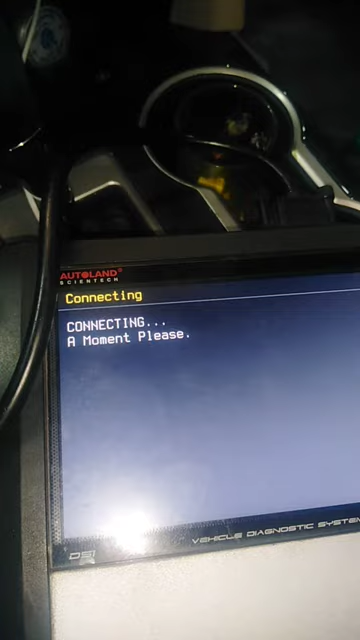 AUTOLAND®
SCIENTECH
Connecting
CONNECTING...
A Moment Please.
VEHICLE DIAGNOSTIC SYSTEM